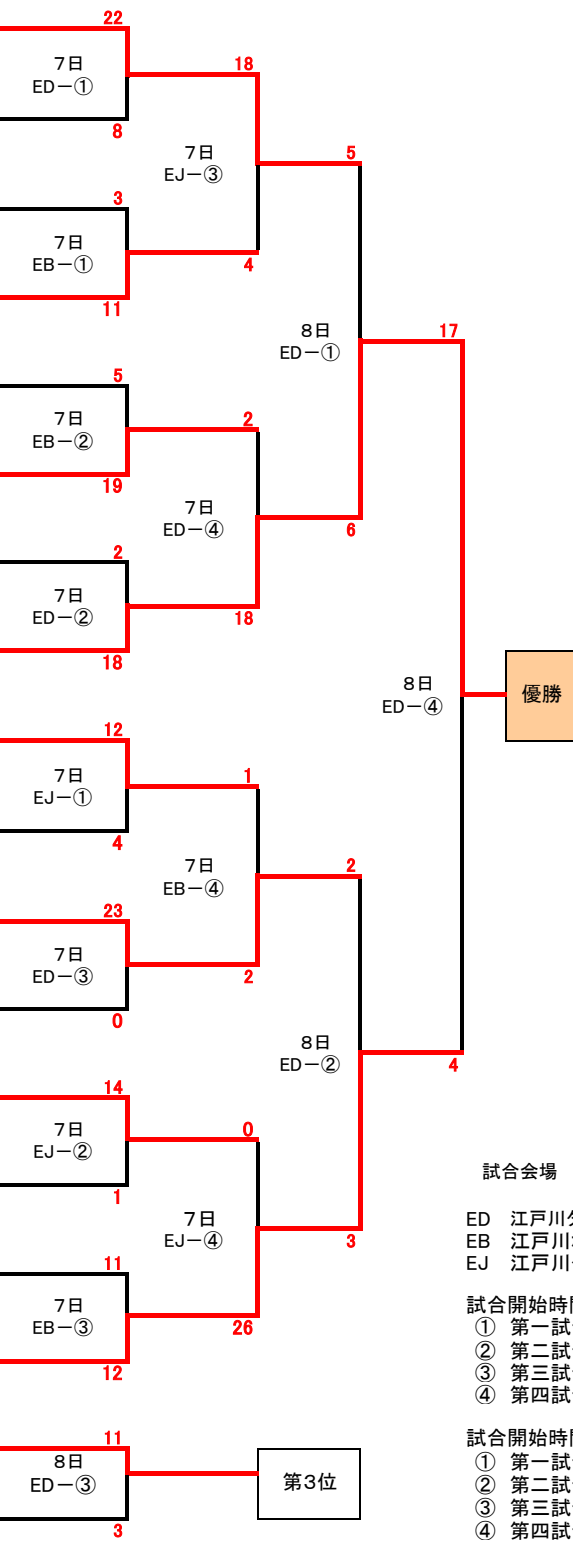 22
7日
ED－①
8
18
7日
EJ－③
4
3
7日
EB－①
11
5
8日
ED－①
6
5
7日
EB－②
19
2
7日
ED－④
18
2
7日
ED－②
18
17
8日
ED－④
4
優勝
12
7日
EJ－①
4
1
7日
EB－④
2
23
7日
ED－③
0
2
8日
ED－②
3
14
7日
EJ－②
1
0
7日
EJ－④
26
11
7日
EB－③
12
11
8日
ED－③
3
第3位
試合会場
ED 江戸川
EB 江戸川
EJ 江戸川
試合開始時
① 第一試
② 第二試
③ 第三試
④ 第四試
試合開始時
① 第一試
② 第二試
③ 第三試
④ 第四試